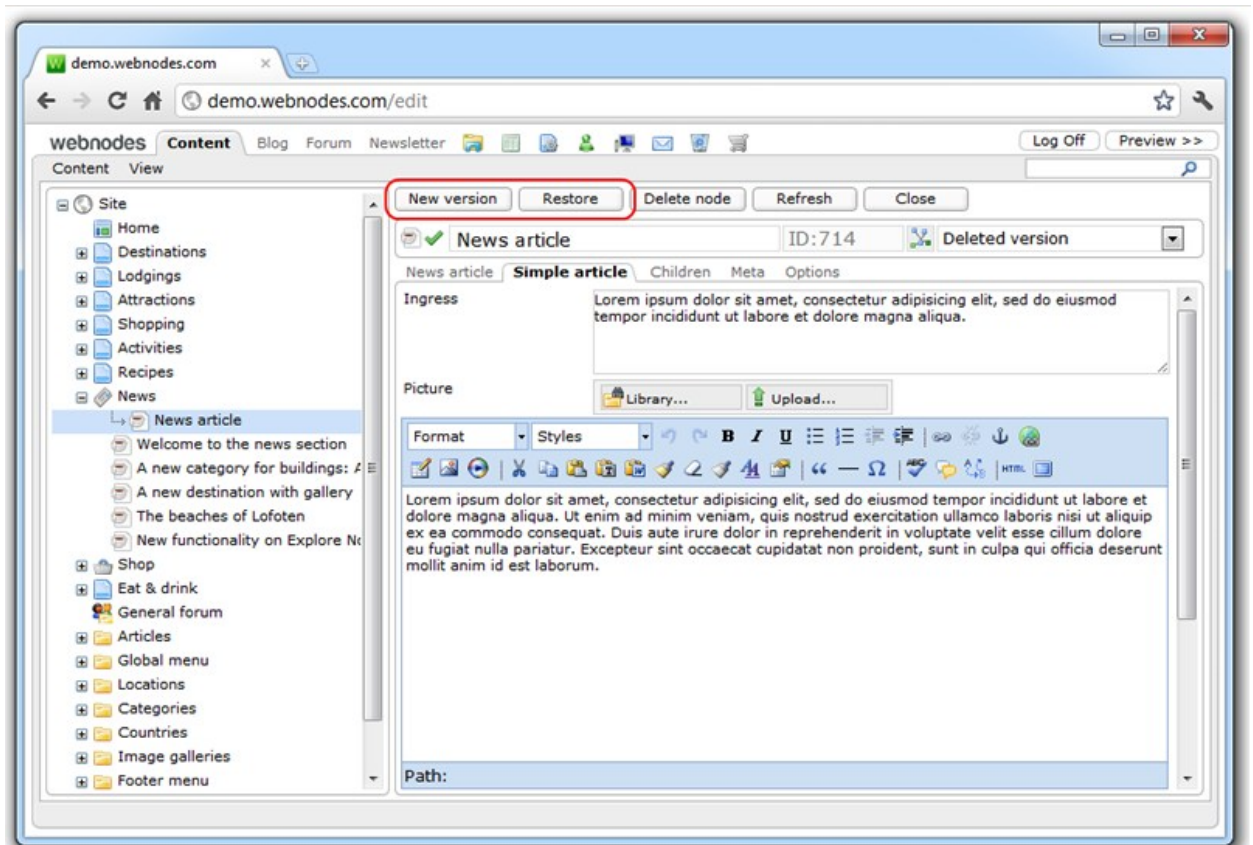 demo.webnodes.com
demo.webnodes.com/edit
webnodes Content Blog Forum Newsletter Log Off Preview >>
Content View
New version Restore Delete node Refresh Close
News article ID:714 Deleted version
News article Simple article Children Meta Options
Site
Home
Destinations
Lodgings
Attractions
Shopping
Activities
Recipes
News
News article
Welcome to the news section
A new category for buildings:
A new destination with gallery
The beaches of Lofoten
New functionality on Explore
Shop
Eat & drink
General forum
Articles
Global menu
Locations
Categories
Countries
Image galleries
Footer menu
Ingress
Lorem ipsum dolor sit amet, consectetur adipisicing elit, sed do eiusmod
tempor incididunt ut labore et dolore magna aliqua.
Picture
Library... Upload...
Format Styles B I U
HTML
Lorem ipsum dolor sit amet, consectetur adipisicing elit, sed do eiusmod tempor incididunt ut labore et
dolore magna aliqua. Ut enim ad minim veniam, quis nostrud exercitation ullamco laboris nisi ut aliquip
ex ea commodo consequat. Duis aute irure dolor in reprehenderit in voluptate velit esse cillum dolore
eu fugiat nulla pariatur. Excepteur sint occaecat cupidatat non proident, sunt in culpa qui officia deserunt
mollit anim id est laborum.
Path: